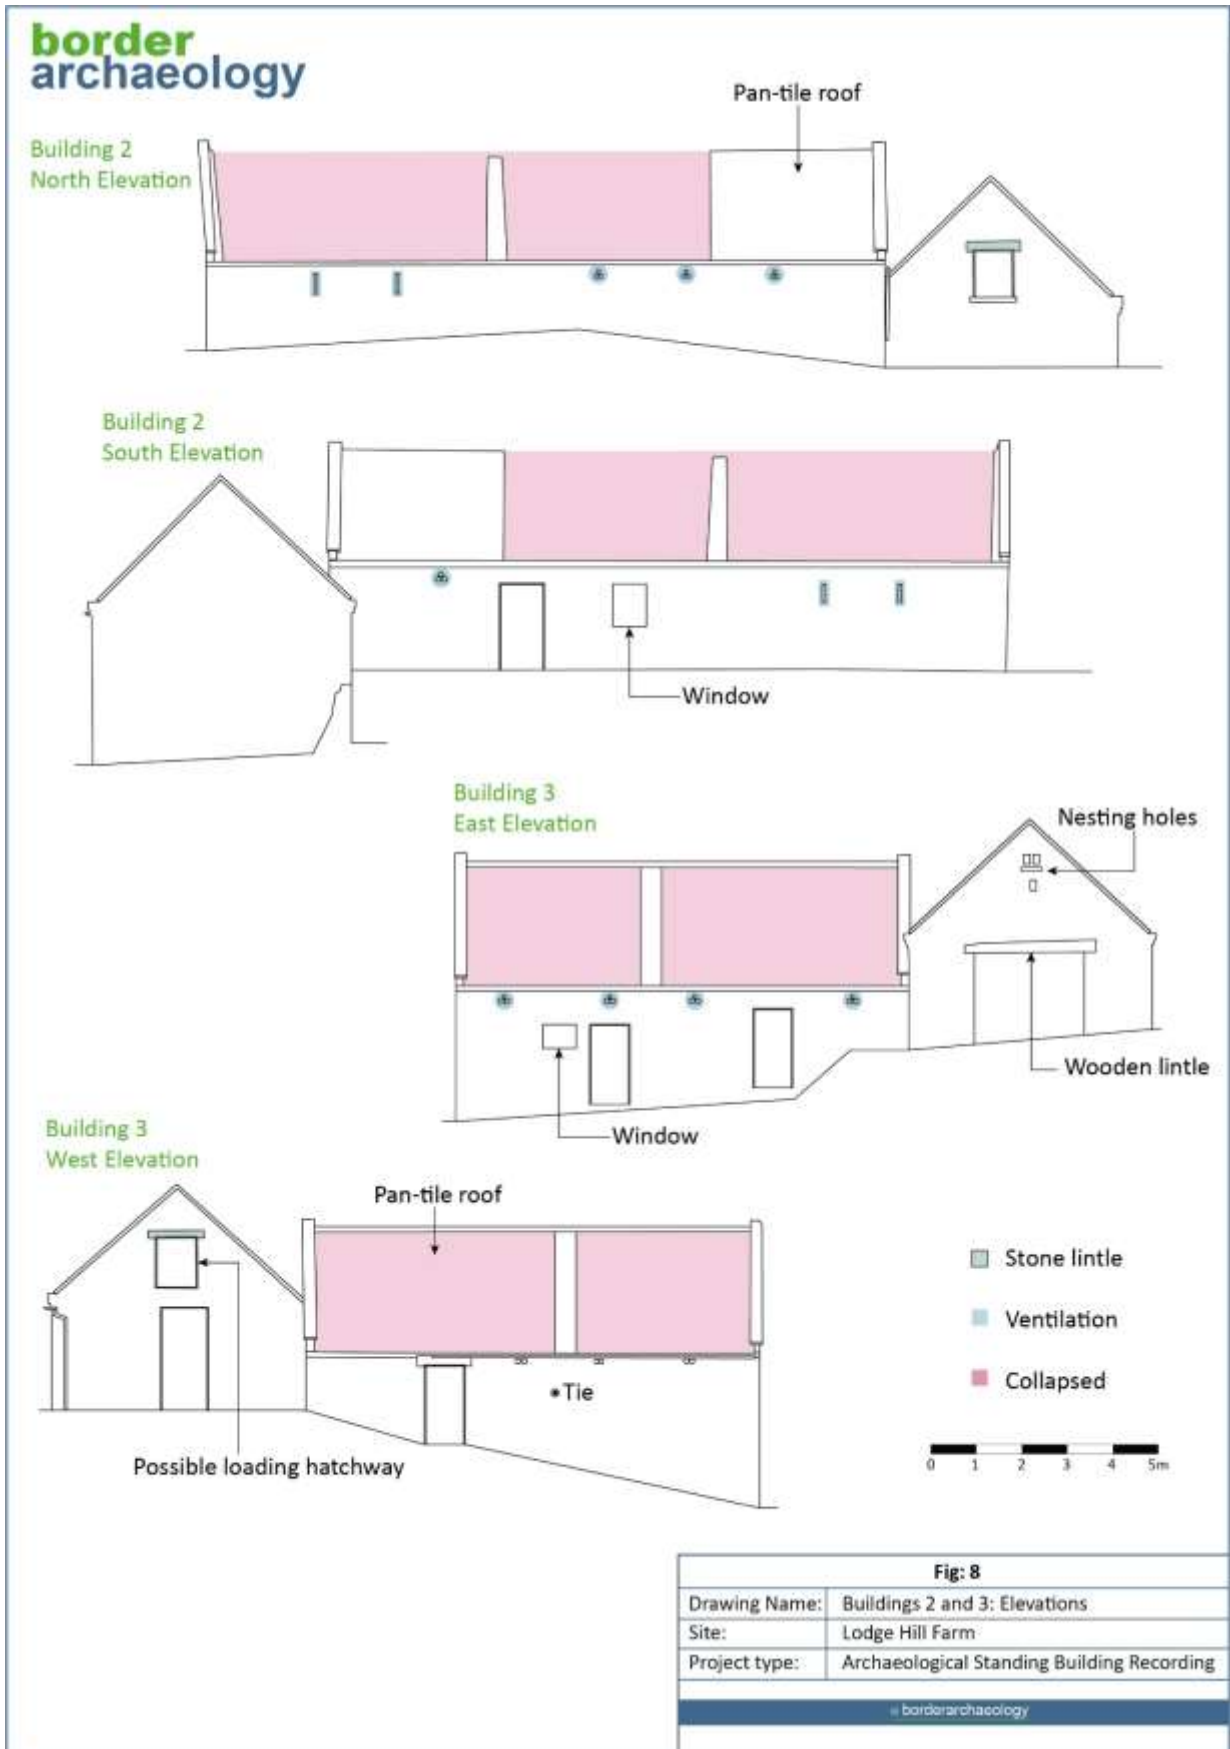 border
archaeology
Pan-tile roof
Building 2
North Elevation
Building 2
South Elevation
Window
Building 3
East Elevation
Nesting holes
Wooden lintle
Window
Building 3
West Elevation
Pan-tile roof
Stone lintle
Ventilation
Collapsed
Tie
Possible loading hatchway
0 1 2 3 4 5m
Fig: 8
Drawing Name: Buildings 2 and 3: Elevations
Site: Lodge Hill Farm
Project type: Archaeological Standing Building Recording
borderarchaeology